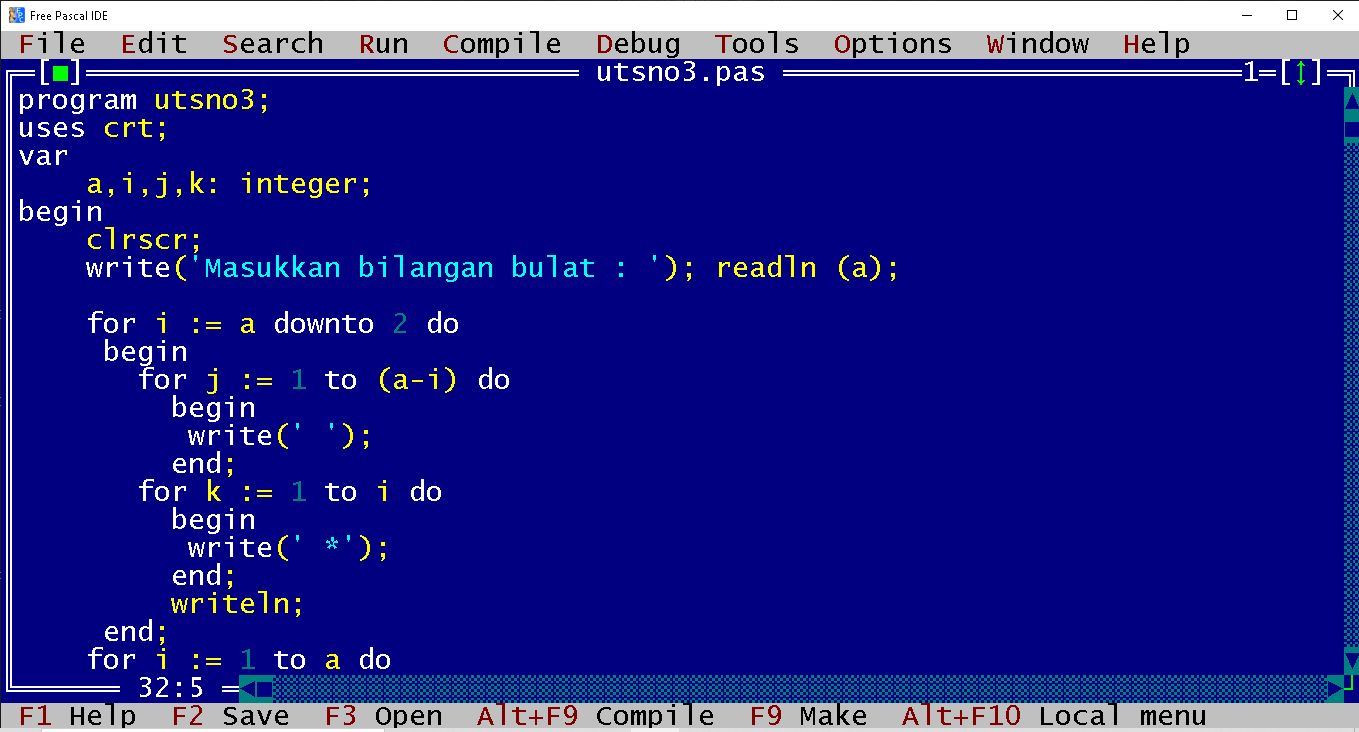 Free Pascal IDE
File Edit Search Run Compile Debug Tools Options Window Help
[■] utsno3.pas 1=[↕]
program utsno3;
uses crt;
var
    a,i,j,k: integer;
begin
    clrscr;
    write('Masukkan bilangan bulat : '); readln (a);
    for i := a downto 2 do
     begin
       for j := 1 to (a-i) do
         begin
          write(' ');
         end;
       for k := 1 to i do
         begin
          write(' *');
         end;
         writeln;
     end;
    for i := 1 to a do
32:5
F1 Help F2 Save F3 Open Alt+F9 Compile F9 Make Alt+F10 Local menu